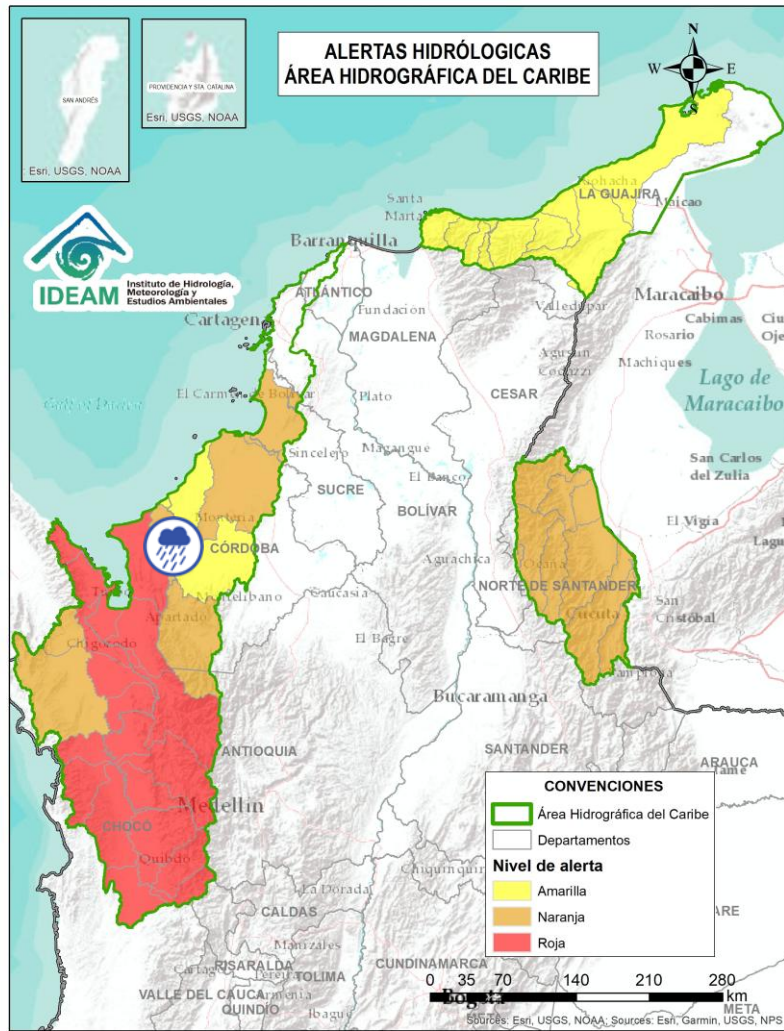 ALERTAS HIDRÓLOGICAS
ÁREA HIDROGRÁFICA DEL CARIBE
N
W
E
S
SAN ANDRÉS
Esri, USGS, NOAA
PROVIDENCIA Y STA. CATALINA
Esri, USGS, NOAA
IDEAM
Instituto de Hidrología,
Meteorología y
Estudios Ambientales
LA GUAJIRA
Maicao
Santa
Marta
Barranquilla
ATLÁNTICO
Cartagena
Fundación
MAGDALENA
Valledupar
Maracaibo
Cabimas
Rosario
Machiques
Agustín
Codazzi
CESAR
Lago de
Maracaibo
El Carmen de Bolívar
Plato
Sincelejo
Magangue
San Carlos
del Zulia
El Banco
SUCRE
BOLÍVAR
Montería
CÓRDOBA
El Vigía
Aguachica
Ocaña
NORTE DE SANTANDER
Montelibano
Caucasia
Apartado
Cucuta
San
Cristóbal
Chigorodo
El Bagre
Bucaramanga
ANTIOQUIA
SANTANDER
ARAUCA
Medellín
CHOCÓ
Quibdó
La Dorada
CALDAS
Manizales
RISARALDA
TOLIMA
CUNDINAMARCA
VALLE DEL CAUCA
QUINDÍO
Ibague
Bogotá
META
META
CONVENCIONES
Área Hidrográfica del Caribe
Departamentos
Nivel de alerta
Amarilla
Naranja
Roja
0 35 70 140 210 280
km
Sources: Esri, USGS, NOAA; Sources: Esri, Garmin, USGS, NPS